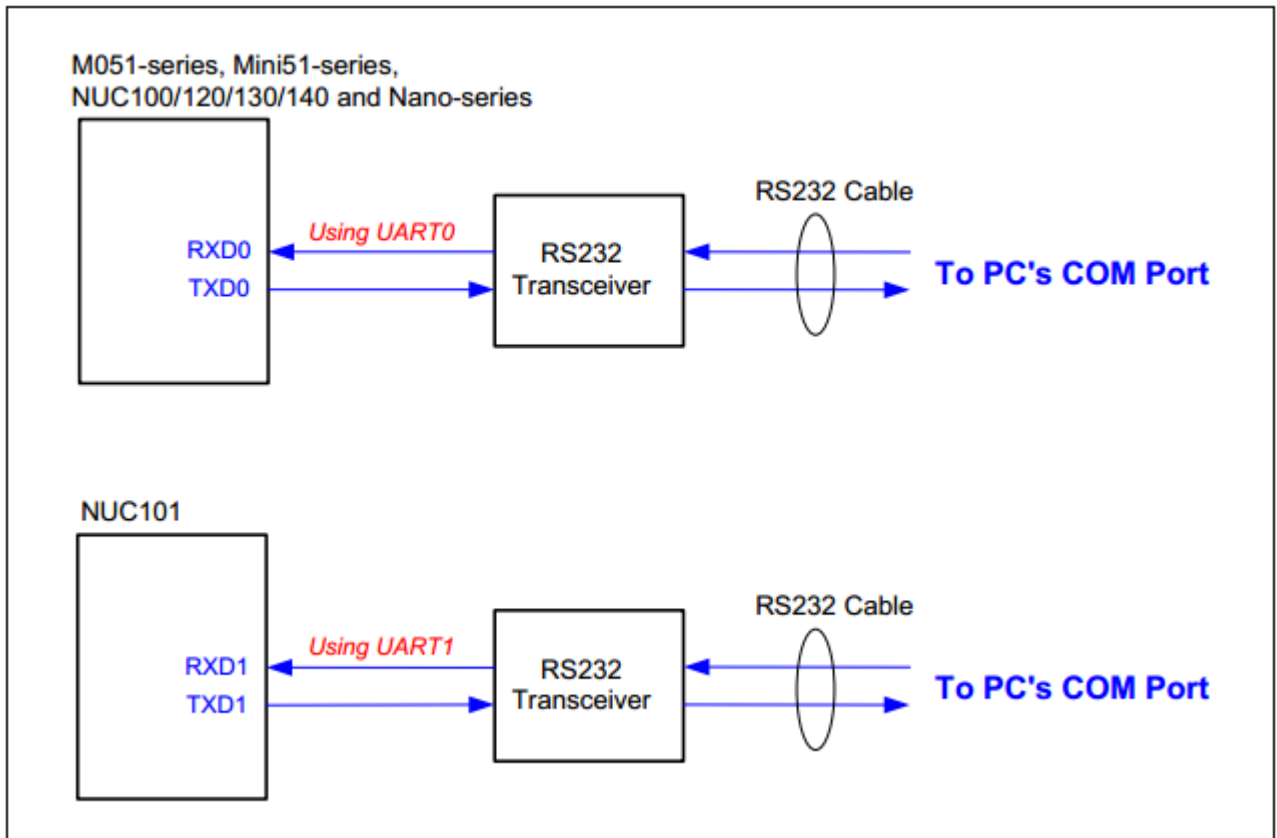 M051-series, Mini51-series,
NUC100/120/130/140 and Nano-series
RS232 Cable
Using UART0
RXD0
TXD0
RS232
Transceiver
To PC's COM Port
NUC101
RS232 Cable
Using UART1
RXD1
TXD1
RS232
Transceiver
To PC's COM Port